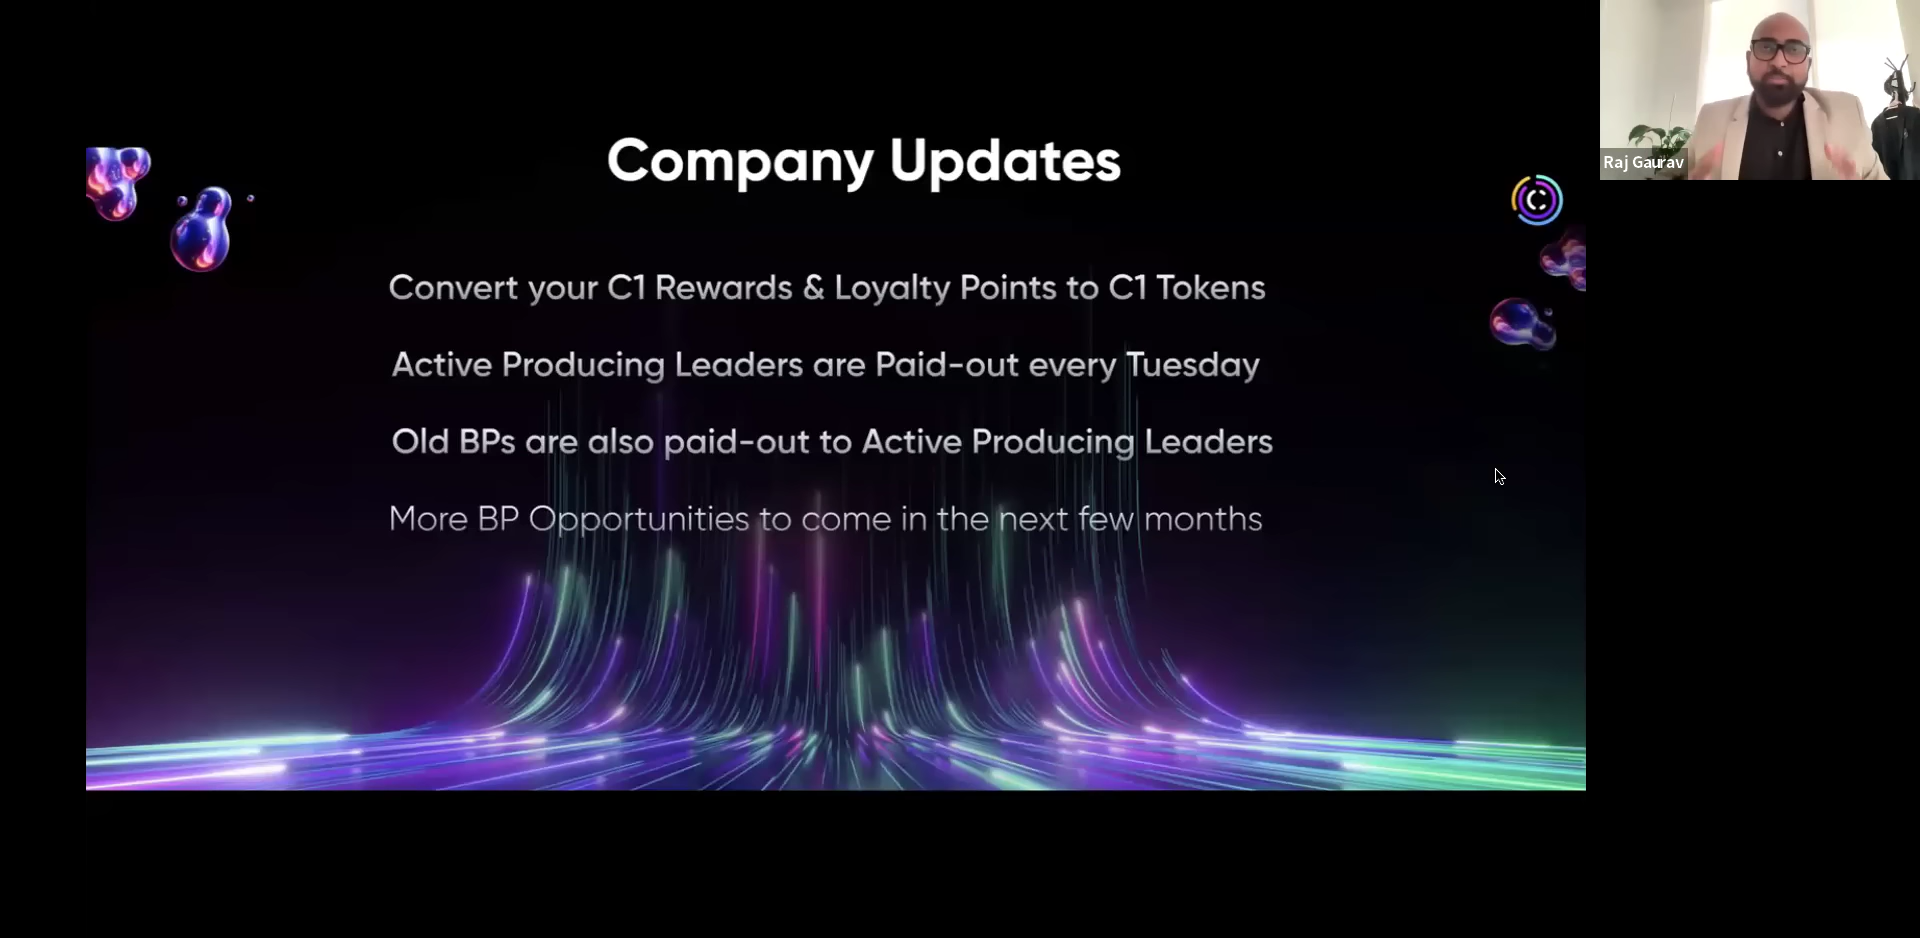 Company Updates
Convert your C1 Rewards & Loyalty Points to C1 Tokens
Active Producing Leaders are Paid-out every Tuesday
Old BPs are also paid-out to Active Producing Leaders
More BP Opportunities to come in the next few months
Raj Gaurav